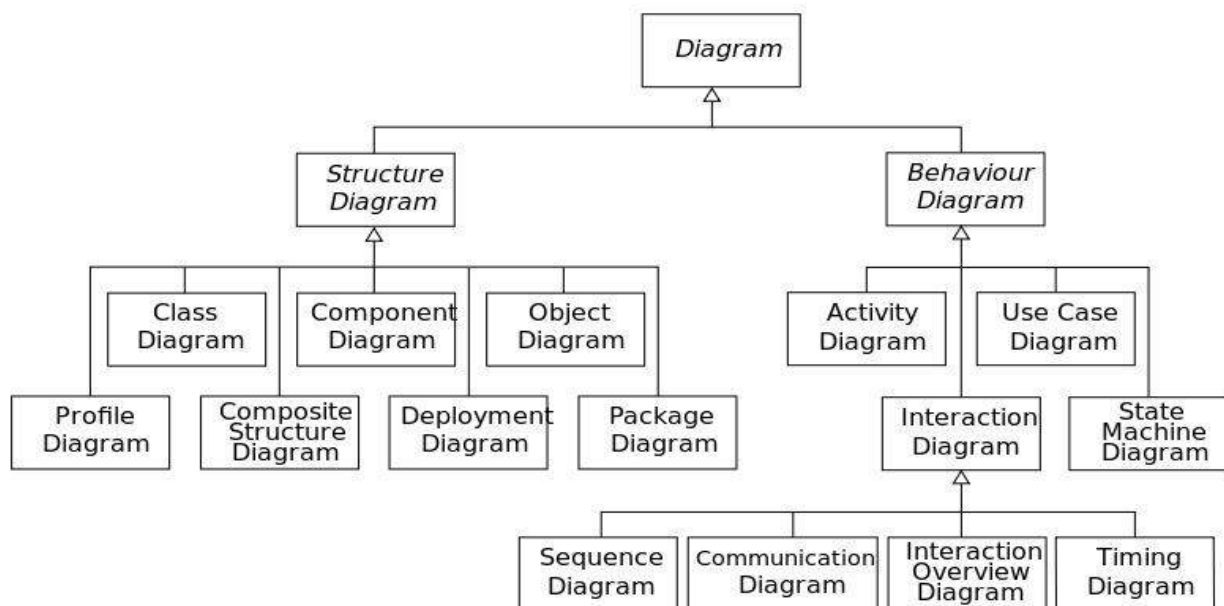 Diagram
Structure
Diagram
Behaviour
Diagram
Class
Diagram
Component
Diagram
Object
Diagram
Activity
Diagram
Use Case
Diagram
Profile
Diagram
Composite
Structure
Diagram
Deployment
Diagram
Package
Diagram
Interaction
Diagram
State
Machine
Diagram
Sequence
Diagram
Communication
Diagram
Interaction
Overview
Diagram
Timing
Diagram